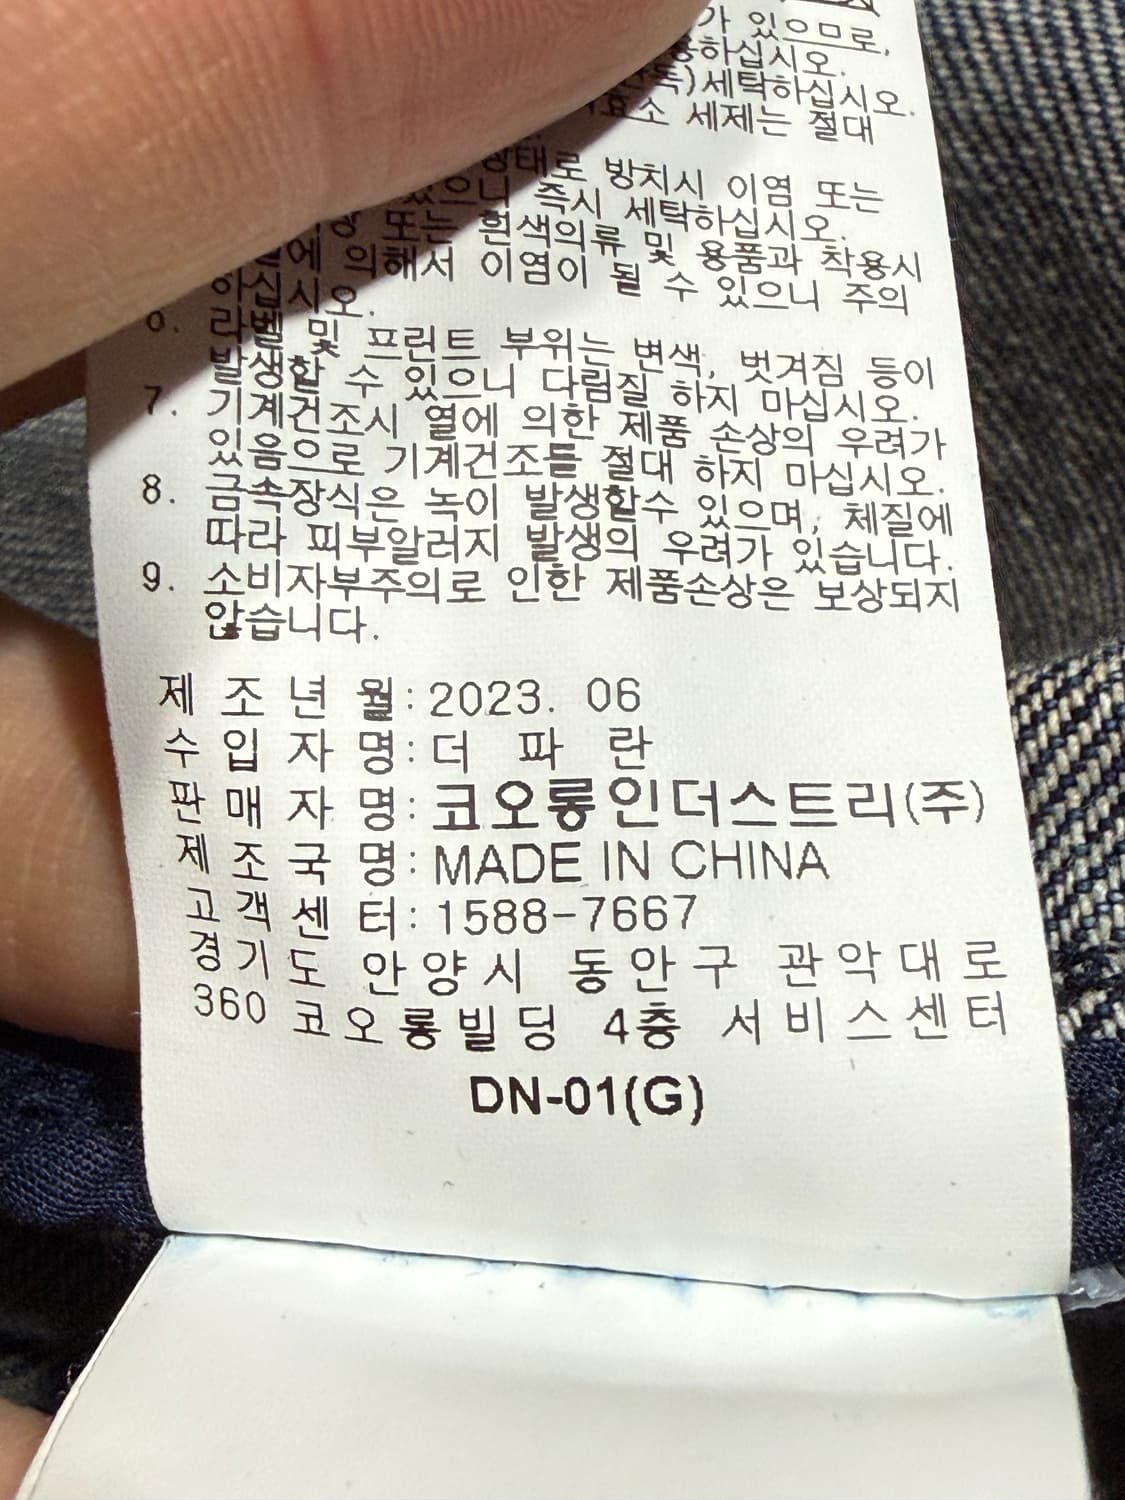 가 있으므로,
하십시오.
)세탁하십시오.
소 세제는 절대
상태로 방치시 이염 또는
있으니 즉시 세탁하십시오.
또는 흰색의류 및 용품과 착용시
에 의해서 이염이 될 수 있으니 주의
하십시오.
6. 라벨 및 프린트 부위는 변색, 벗겨짐 등이
발생할 수 있으니 다림질 하지 마십시오.
7. 기계건조시 열에 의한 제품 손상의 우려가
있음으로 기계건조를 절대 하지 마십시오.
8. 금속장식은 녹이 발생할수 있으며, 체질에
따라 피부알러지 발생의 우려가 있습니다.
9. 소비자부주의로 인한 제품손상은 보상되지
않습니다.
제조년월:2023. 06
수입자명:더 파 란
판매자명:코오롱인더스트리(주)
제조국명:MADE IN CHINA
고객센터:1588-7667
경기도 안양시 동안구 관악대로
360 코오롱빌딩 4층 서비스센터
DN-01(G)